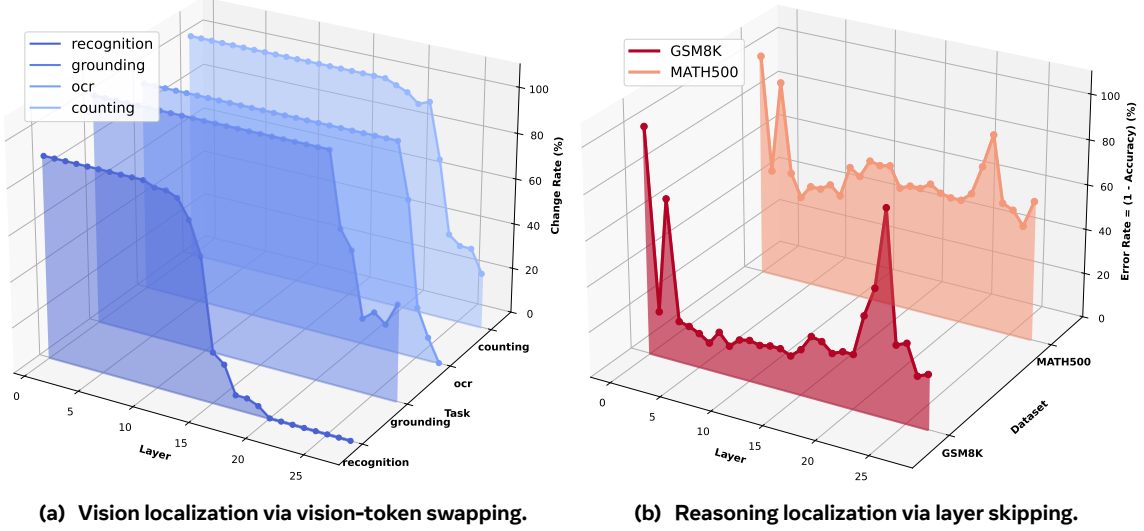 recognition
grounding
ocr
counting
100
80
60
40
20
0
Change Rate (%)
0
5
10
15
20
25
Layer
recognition
grounding
ocr
counting
Task
(a) Vision localization via vision-token swapping.
GSM8K
MATH500
100
80
60
40
20
0
Error Rate = (1 - Accuracy) (%)
0
5
10
15
20
25
Layer
GSM8K
MATH500
Dataset
(b) Reasoning localization via layer skipping.